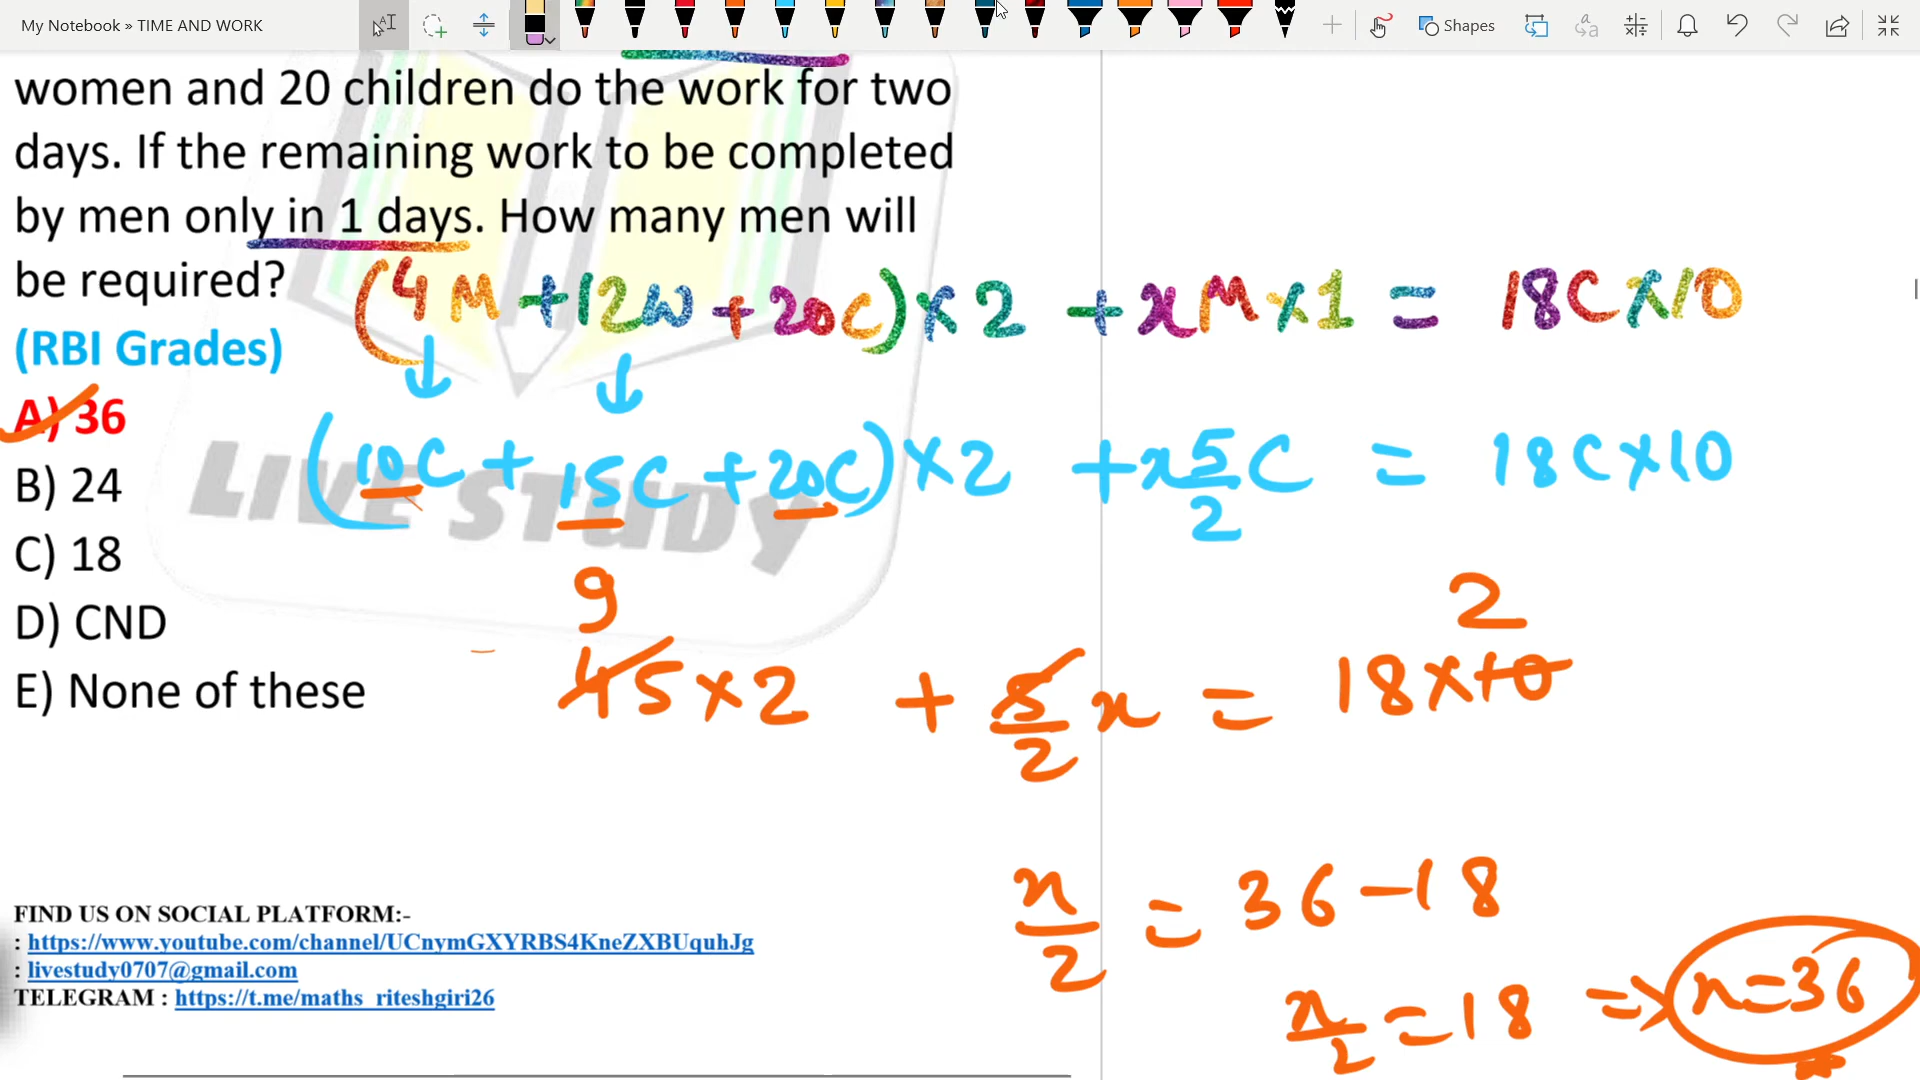 My Notebook » TIME AND WORK
Shapes
women and 20 children do the work for two
days. If the remaining work to be completed
by men only in 1 days. How many men will
be required?
(4M + 12W + 20C) × 2 + xM × 1 = 18C × 10
(RBI Grades)
A) 36
(10C + 15C + 20C) × 2 + x 5/2 C = 18C × 10
B) 24
LIVE STUDY
C) 18
9 2
D) CND
45 × 2 + 5/2 x = 18 × 10
E) None of these
x/2 = 36 - 18
FIND US ON SOCIAL PLATFORM:-
: https://www.youtube.com/channel/UCnymGXYRBS4KneZXBUquhJg
: livestudy0707@gmail.com
TELEGRAM : https://t.me/maths_riteshgiri26
x/2 = 18 => x = 36